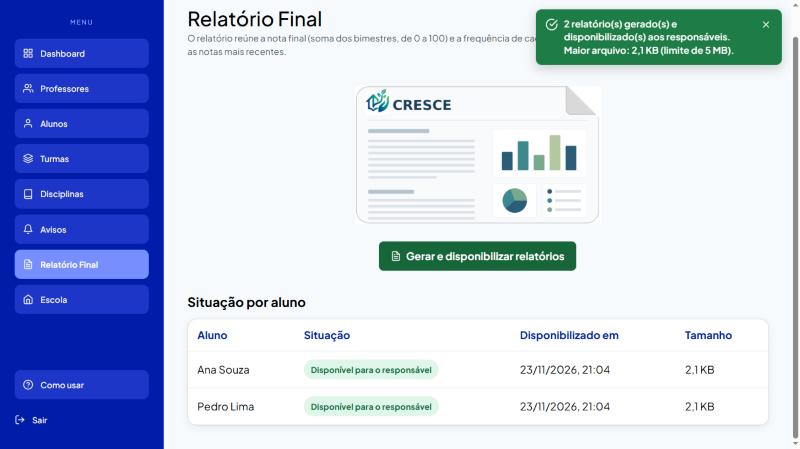 MENU
Dashboard
Professores
Alunos
Turmas
Disciplinas
Avisos
Relatório Final
Escola
Como usar
Sair
Relatório Final
O relatório reúne a nota final (soma dos bimestres, de 0 a 100) e a frequência de
as notas mais recentes.
2 relatório(s) gerado(s) e
disponibilizado(s) aos responsáveis.
Maior arquivo: 2,1 KB (limite de 5 MB).
CRESCE
Gerar e disponibilizar relatórios
Situação por aluno
Aluno Situação Disponibilizado em Tamanho
Ana Souza Disponível para o responsável 23/11/2026, 21:04 2,1 KB
Pedro Lima Disponível para o responsável 23/11/2026, 21:04 2,1 KB